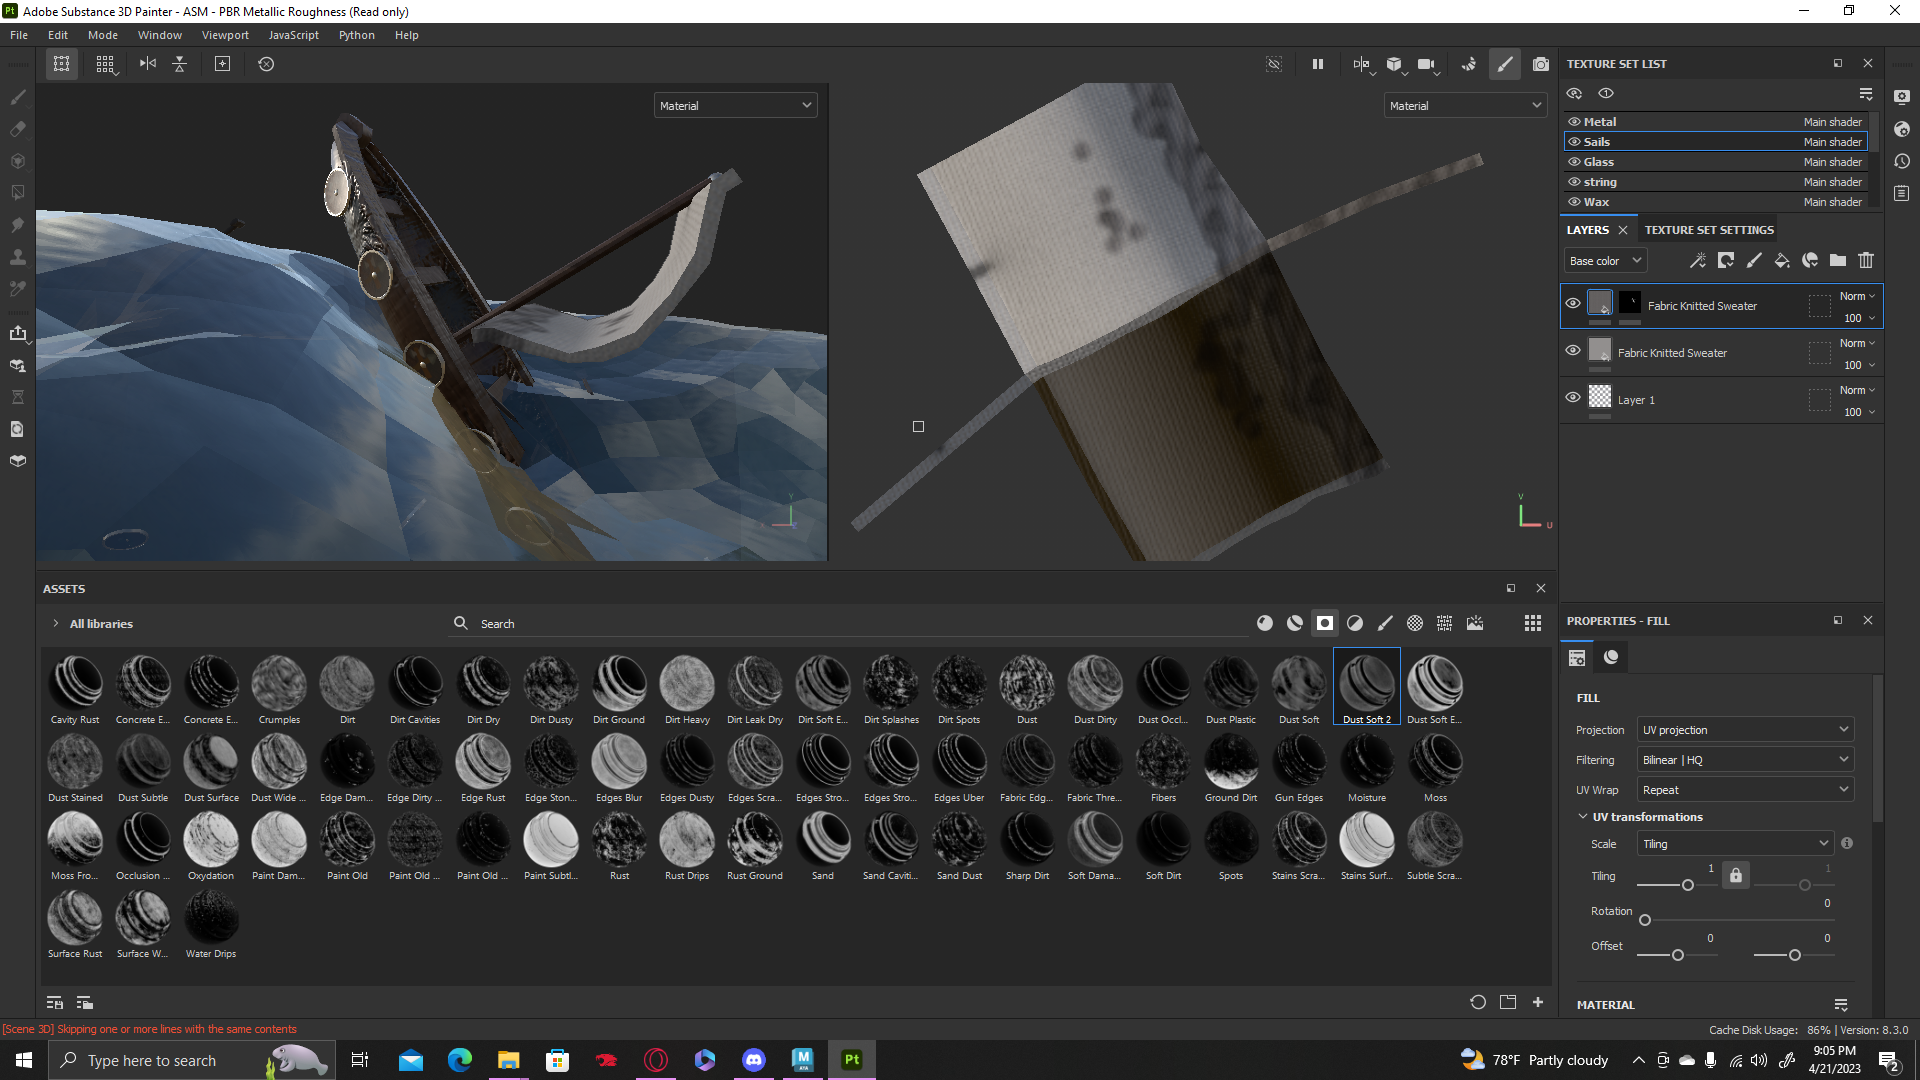 Pt Adobe Substance 3D Painter - ASM - PBR Metallic Roughness (Read only)
File Edit Mode Window Viewport JavaScript Python Help
Material
Material
Y
X
V
U
TEXTURE SET LIST
Metal Main shader
Sails Main shader
Glass Main shader
string Main shader
Wax Main shader
LAYERS TEXTURE SET SETTINGS
Base color
Fabric Knitted Sweater Norm
100
Fabric Knitted Sweater Norm
100
Layer 1 Norm
100
ASSETS
All libraries Search
Cavity Rust Concrete E... Concrete E... Crumples Dirt Dirt Cavities Dirt Dry Dirt Dusty Dirt Ground Dirt Heavy Dirt Leak Dry Dirt Soft E... Dirt Splashes Dirt Spots Dust Dust Dirty Dust Occl... Dust Plastic Dust Soft Dust Soft 2 Dust Soft E...
Dust Stained Dust Subtle Dust Surface Dust Wide ... Edge Dam... Edge Dirty ... Edge Rust Edge Ston... Edges Blur Edges Dusty Edges Scra... Edges Stro... Edges Stro... Edges Uber Fabric Edg... Fabric Thre... Fibers Ground Dirt Gun Edges Moisture Moss
Moss Fro... Occlusion ... Oxydation Paint Dam... Paint Old Paint Old ... Paint Old ... Paint Subtl... Rust Rust Drips Rust Ground Sand Sand Caviti... Sand Dust Sharp Dirt Soft Dama... Soft Dirt Spots Stains Scra... Stains Surf... Subtle Scra...
Surface Rust Surface W... Water Drips
PROPERTIES - FILL
FILL
Projection UV projection
Filtering Bilinear | HQ
UV Wrap Repeat
UV transformations
Scale Tiling
Tiling 1 1
Rotation 0
Offset 0 0
MATERIAL
[Scene 3D] Skipping one or more lines with the same contents
Cache Disk Usage: 86% | Version: 8.3.0
Type here to search
M
Pt
78°F Partly cloudy
9:05 PM
4/21/2023
2